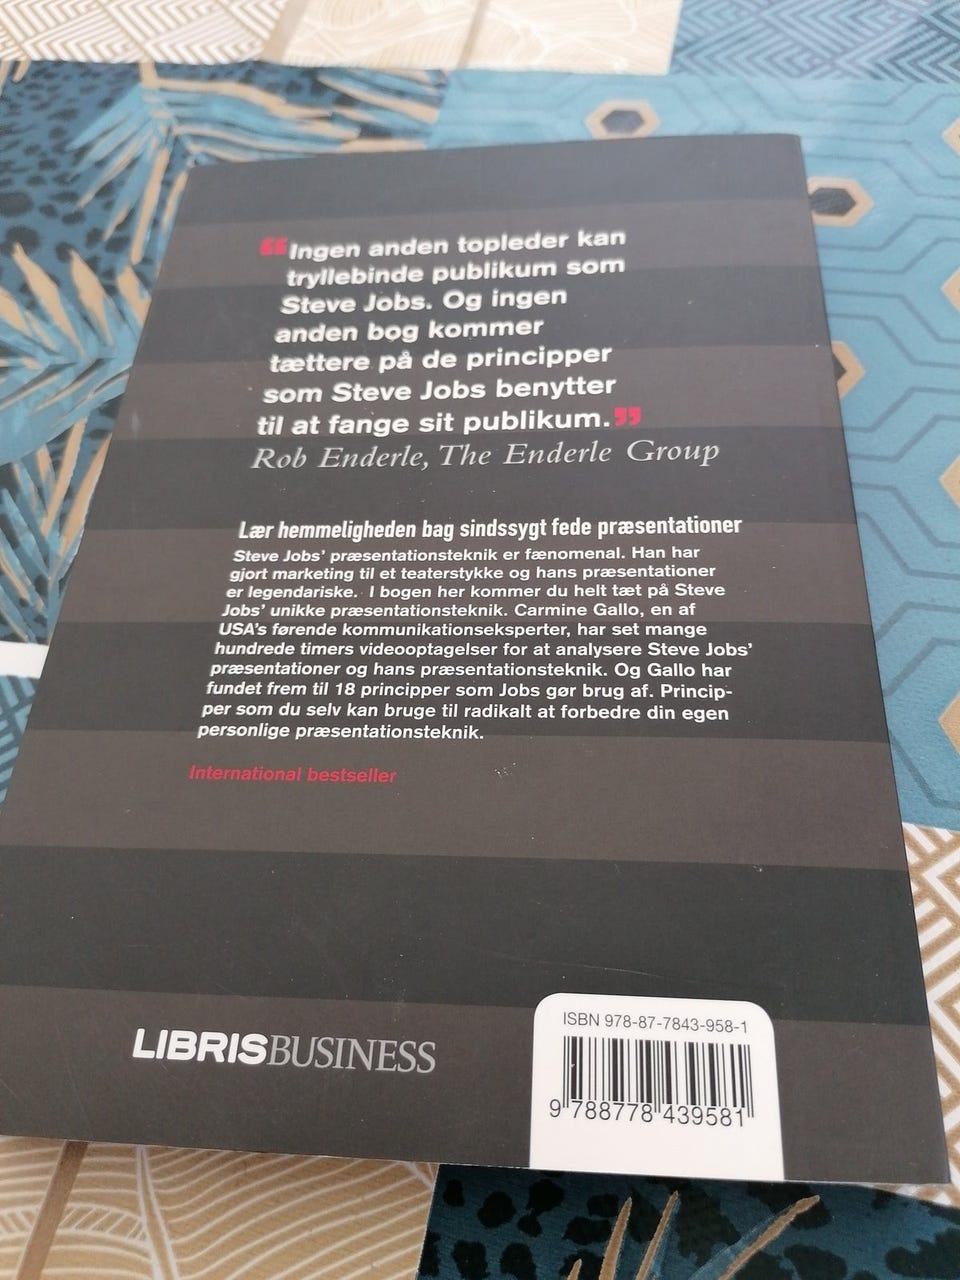 “Ingen anden topleder kan
tryllebinde publikum som
Steve Jobs. Og ingen
anden bog kommer
tættere på de principper
som Steve Jobs benytter
til at fange sit publikum.”
Rob Enderle, The Enderle Group
Lær hemmeligheden bag sindssygt fede præsentationer
Steve Jobs’ præsentationsteknik er fænomenal. Han har
gjort marketing til et teaterstykke og hans præsentationer
er legendariske. I bogen her kommer du helt tæt på Steve
Jobs’ unikke præsentationsteknik. Carmine Gallo, en af
USA’s førende kommunikationseksperter, har set mange
hundrede timers videooptagelser for at analysere Steve Jobs’
præsentationer og hans præsentationsteknik. Og Gallo har
fundet frem til 18 principper som Jobs gør brug af. Princip-
per som du selv kan bruge til radikalt at forbedre din egen
personlige præsentationsteknik.
International bestseller
LIBRISBUSINESS
ISBN 978-87-7843-958-1
9 788778 439581